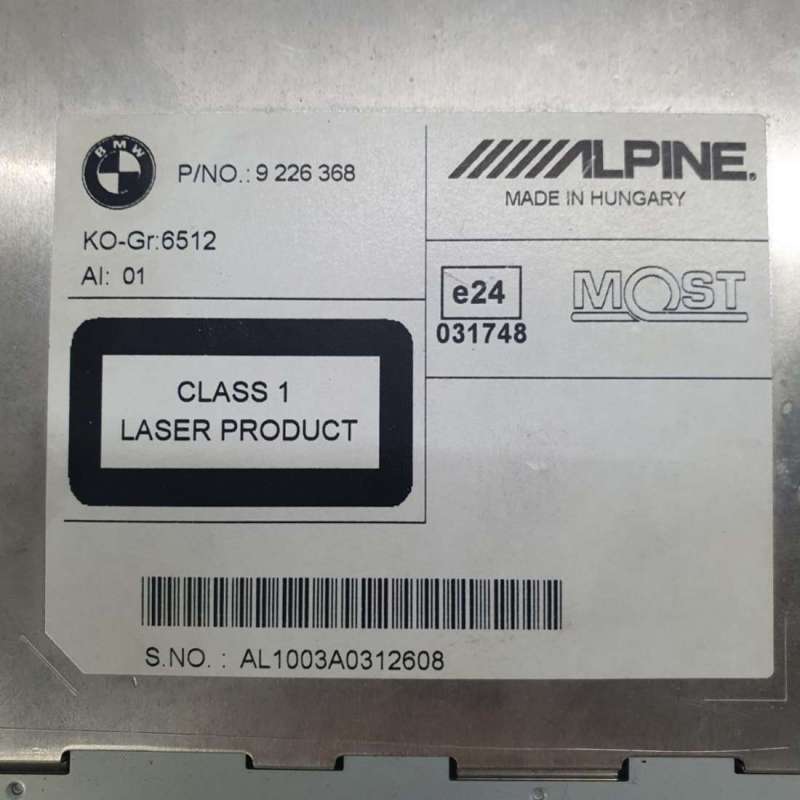 BMW
P/NO.: 9 226 368
KO-Gr:6512
AI: 01
ALPINE®
MADE IN HUNGARY
e24
031748
MOST
CLASS 1
LASER PRODUCT
S.NO. : AL1003A0312608